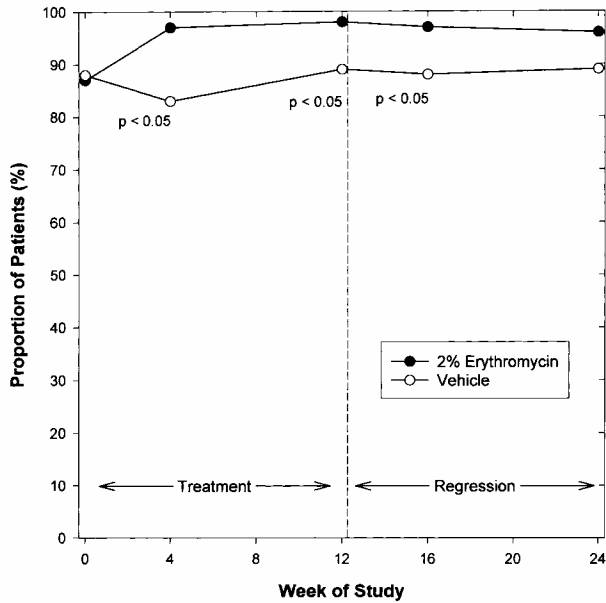 100
90
80
70
60
50
40
30
20
10
0
Proportion of Patients (%)
p < 0.05
p < 0.05
p < 0.05
2% Erythromycin
Vehicle
Treatment
Regression
0 4 8 12 16 20 24
Week of Study